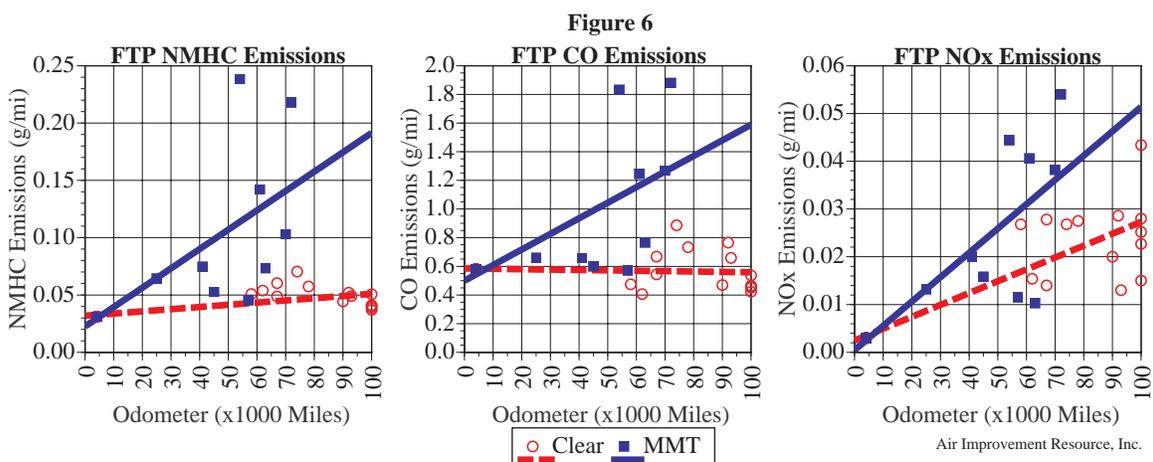 Figure 6
FTP NMHC Emissions
NMHC Emissions (g/mi)
0.25
0.20
0.15
0.10
0.05
0.00
0 10 20 30 40 50 60 70 80 90 100
Odometer (x1000 Miles)
FTP CO Emissions
CO Emissions (g/mi)
2.0
1.8
1.6
1.4
1.2
1.0
0.8
0.6
0.4
0.2
0.0
0 10 20 30 40 50 60 70 80 90 100
Odometer (x1000 Miles)
FTP NOx Emissions
NOx Emissions (g/mi)
0.06
0.05
0.04
0.03
0.02
0.01
0.00
0 10 20 30 40 50 60 70 80 90 100
Odometer (x1000 Miles)
Clear MMT
Air Improvement Resource, Inc.